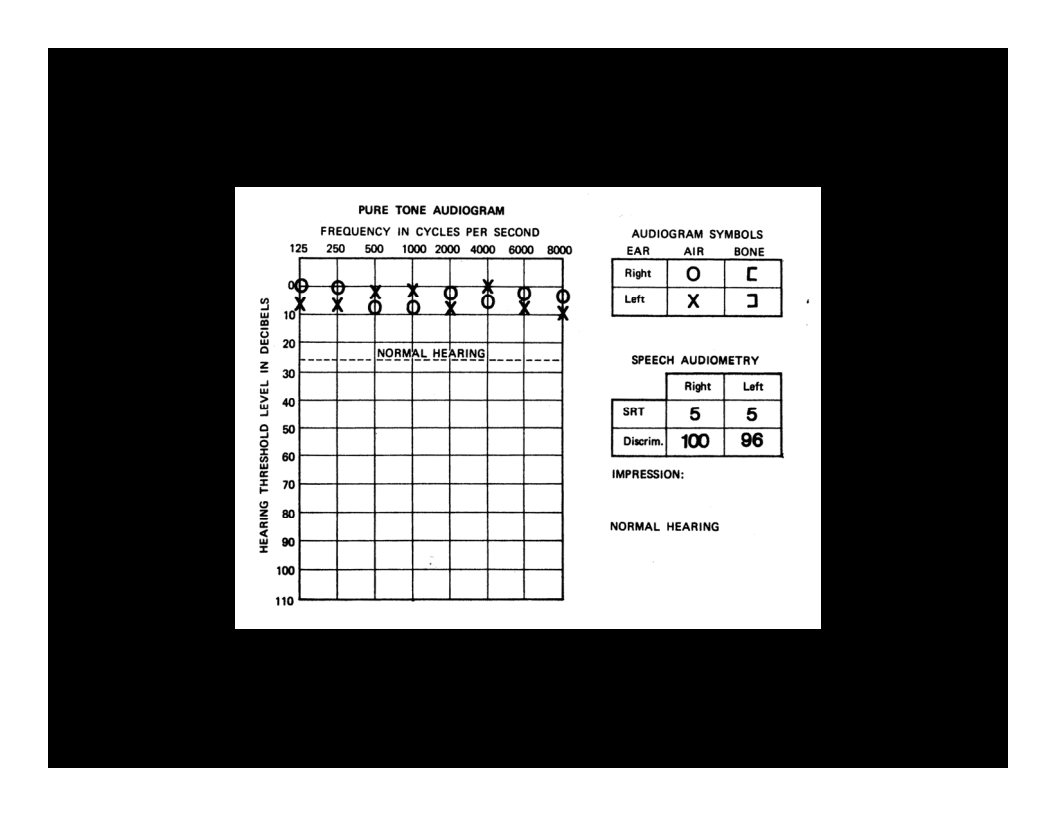 PURE TONE AUDIOGRAM
FREQUENCY IN CYCLES PER SECOND
125 250 500 1000 2000 4000 6000 8000
HEARING THRESHOLD LEVEL IN DECIBELS
0
10
20
30
40
50
60
70
80
90
100
110
NORMAL HEARING
AUDIOGRAM SYMBOLS
EAR AIR BONE
Right O ⊏
Left X ⊐
SPEECH AUDIOMETRY
Right Left
SRT 5 5
Discrim. 100 96
IMPRESSION:
NORMAL HEARING